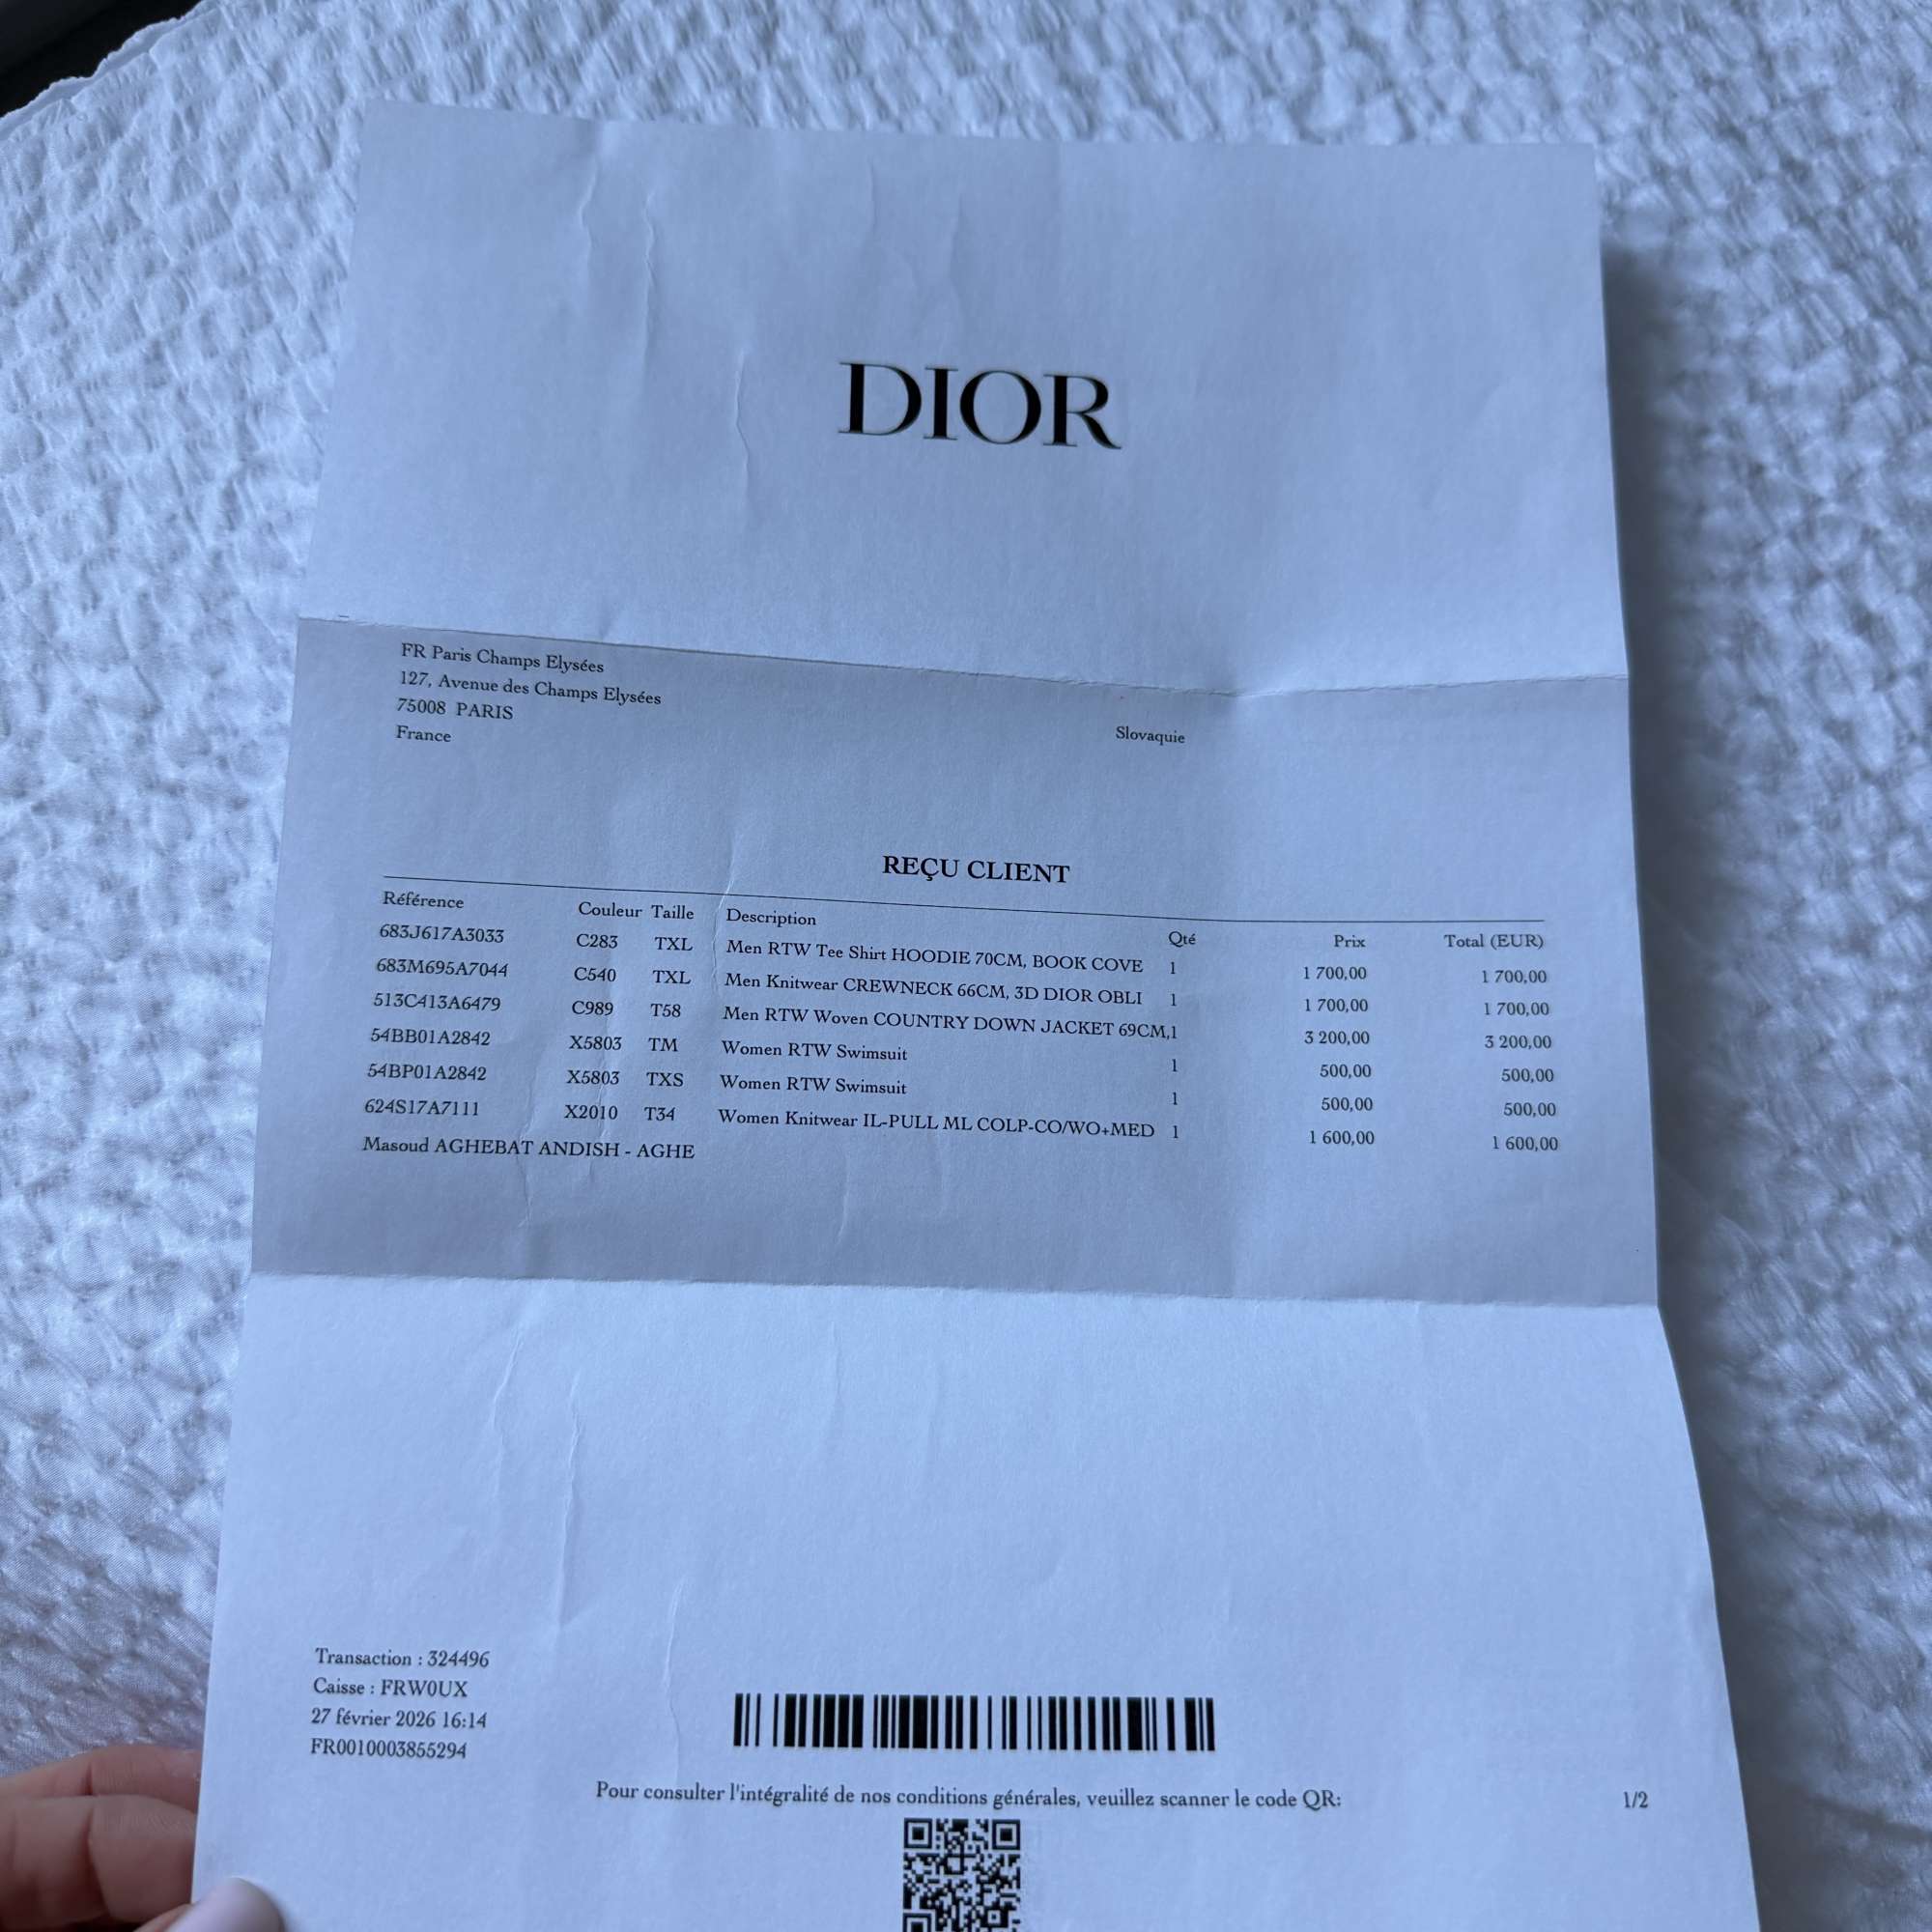 DIOR
FR Paris Champs Elysées
127, Avenue des Champs Elysées
75008 PARIS
France
Slovaquie
REÇU CLIENT
Référence Couleur Taille Description Qté Prix Total (EUR)
683J617A3033 C283 TXL Men RTW Tee Shirt HOODIE 70CM, BOOK COVE 1 1 700,00 1 700,00
683M695A7044 C540 TXL Men Knitwear CREWNECK 66CM, 3D DIOR OBLI 1 1 700,00 1 700,00
513C413A6479 C989 T58 Men RTW Woven COUNTRY DOWN JACKET 69CM, 1 3 200,00 3 200,00
54BB01A2842 X5803 TM Women RTW Swimsuit 1 500,00 500,00
54BP01A2842 X5803 TXS Women RTW Swimsuit 1 500,00 500,00
624S17A7111 X2010 T34 Women Knitwear IL-PULL ML COLP-CO/WO+MED 1 1 600,00 1 600,00
Masoud AGHEBAT ANDISH - AGHE
Transaction : 324496
Caisse : FRW0UX
27 février 2026 16:14
FR0010003855294
Pour consulter l'intégralité de nos conditions générales, veuillez scanner le code QR:
1/2